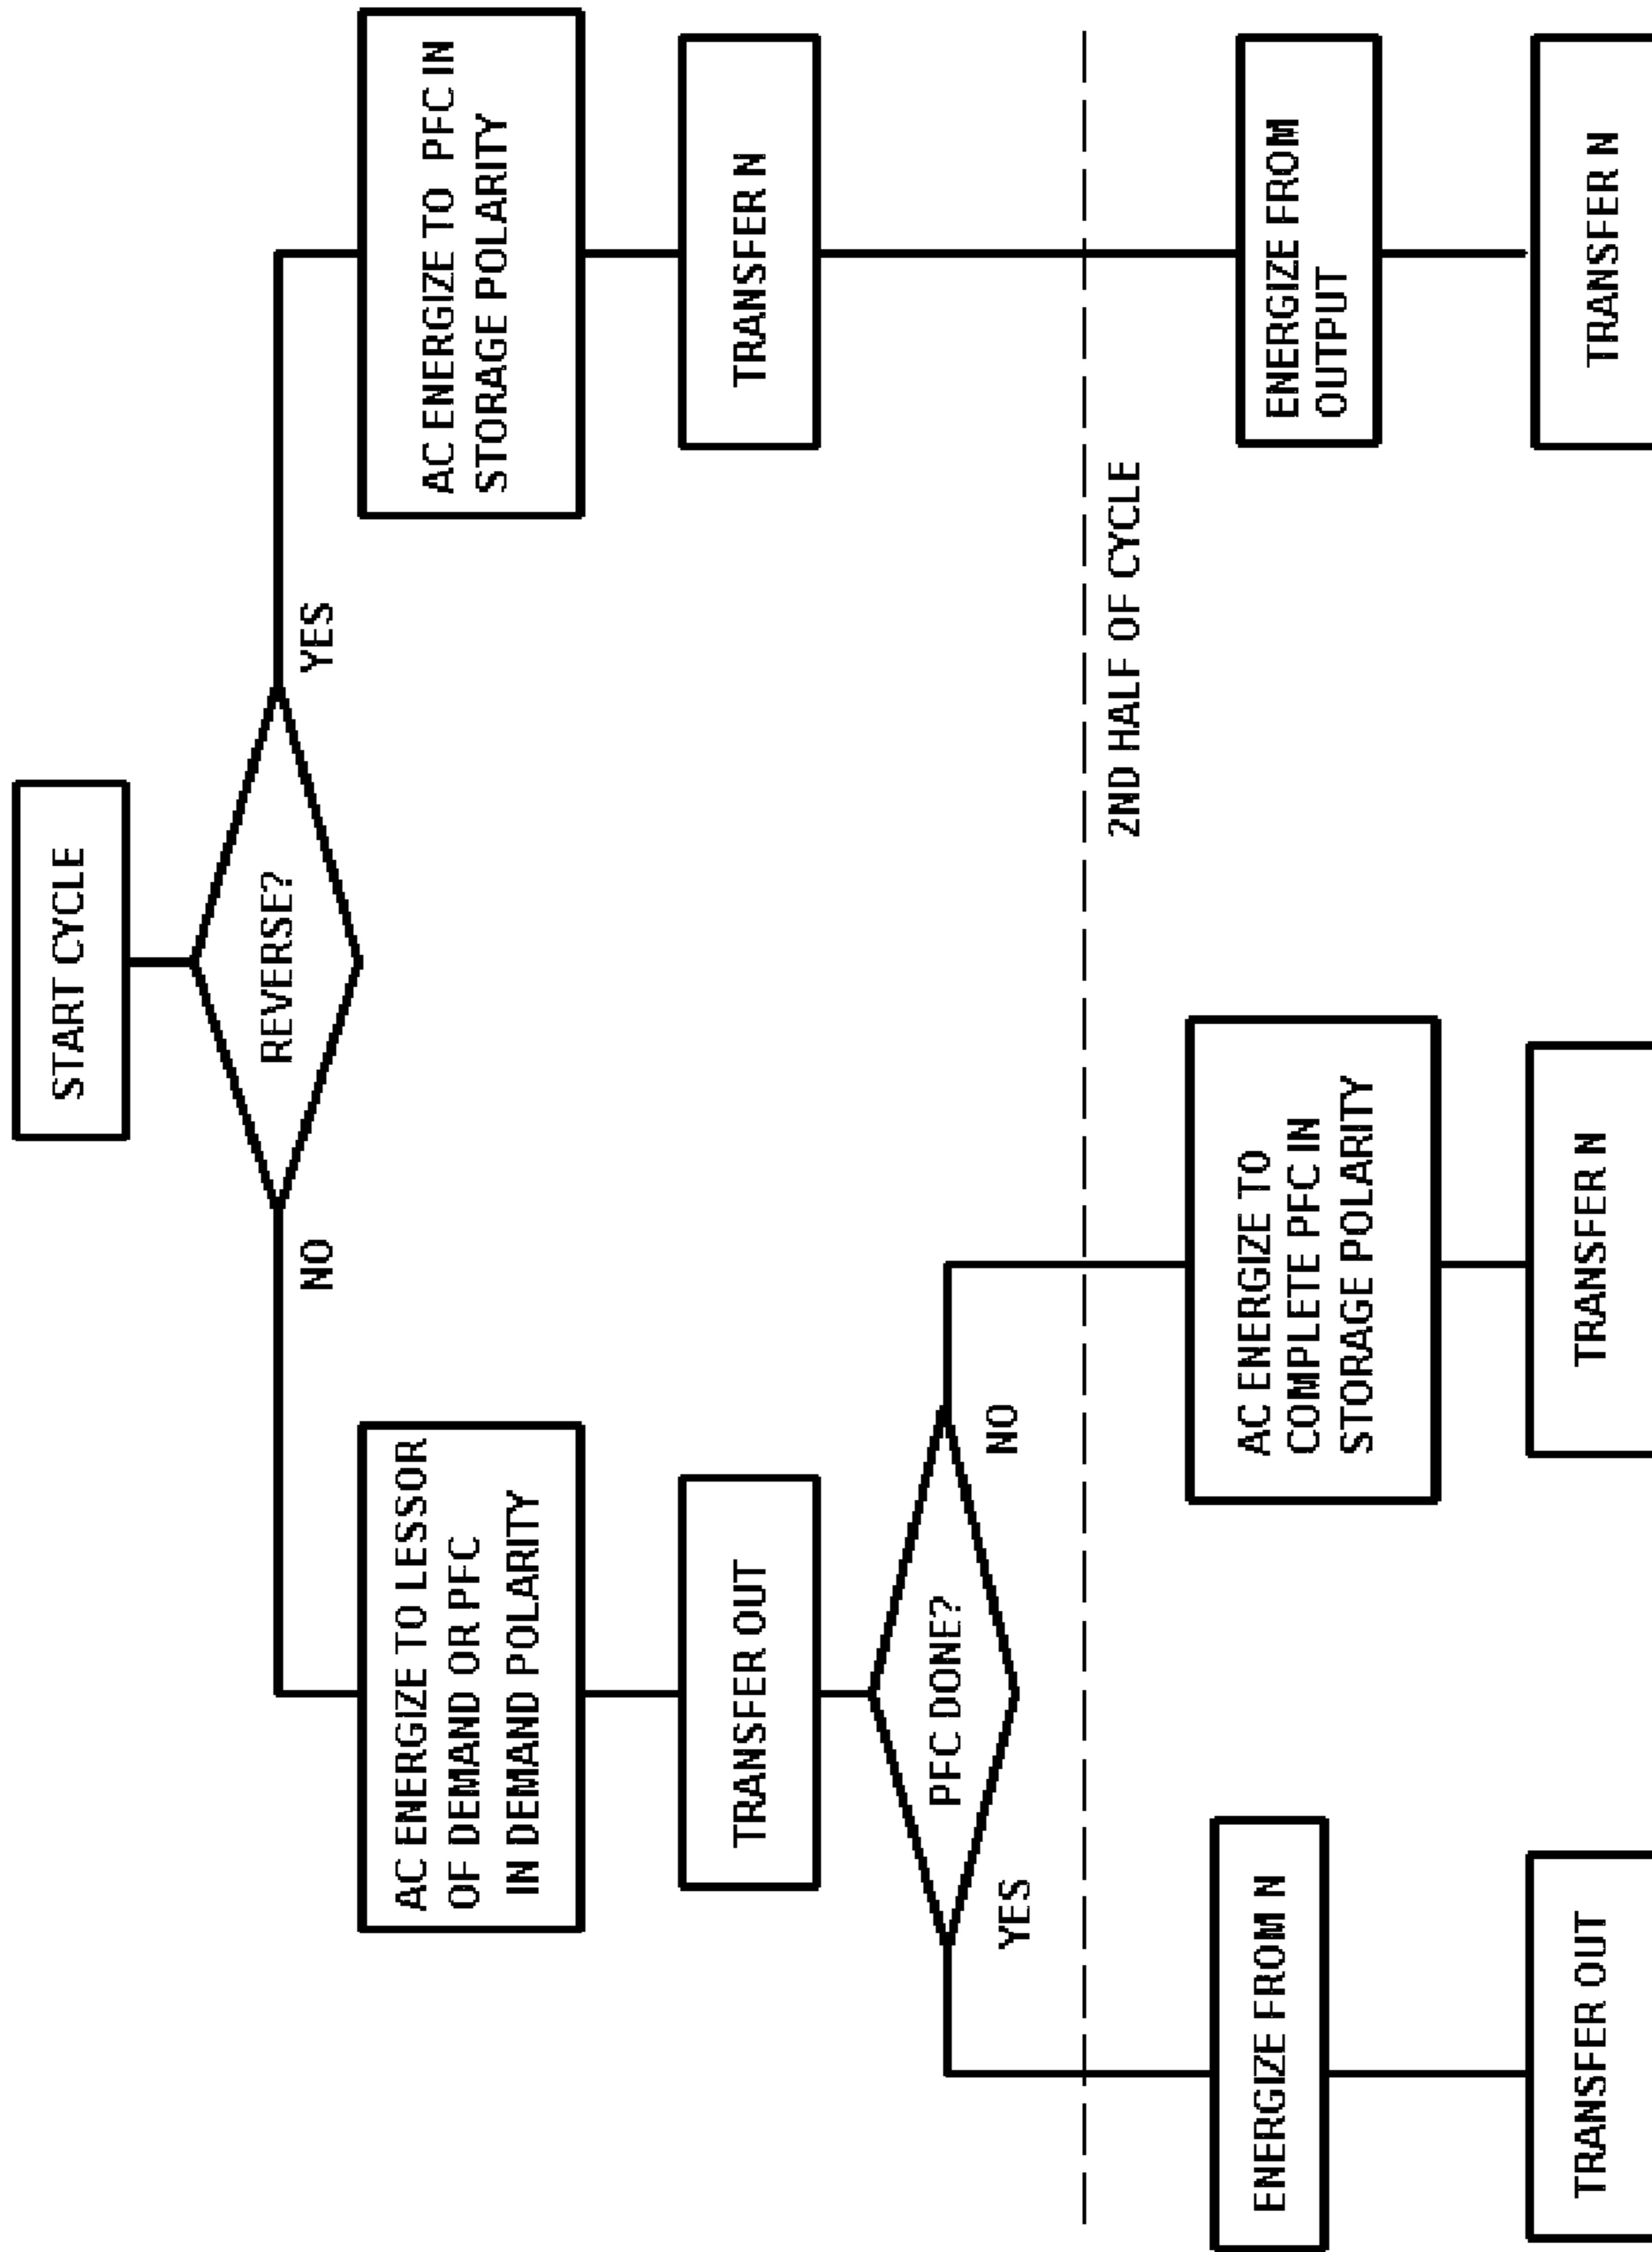 START CYCLE
REVERSE?
NO
YES
AC ENERGIZE TO LESSOR
OF DEMAND OR PFC
IN DEMAND POLARITY
AC ENERGIZE TO PFC IN
STORAGE POLARITY
TRANSFER OUT
TRANSFER N
PFC DONE?
YES
NO
2ND HALF OF CYCLE
ENERGIZE FROM N
AC ENERGIZE TO
COMPLETE PFC IN
STORAGE POLARITY
ENERGIZE FROM
OUTPUT
TRANSFER OUT
TRANSFER N
TRANSFER N